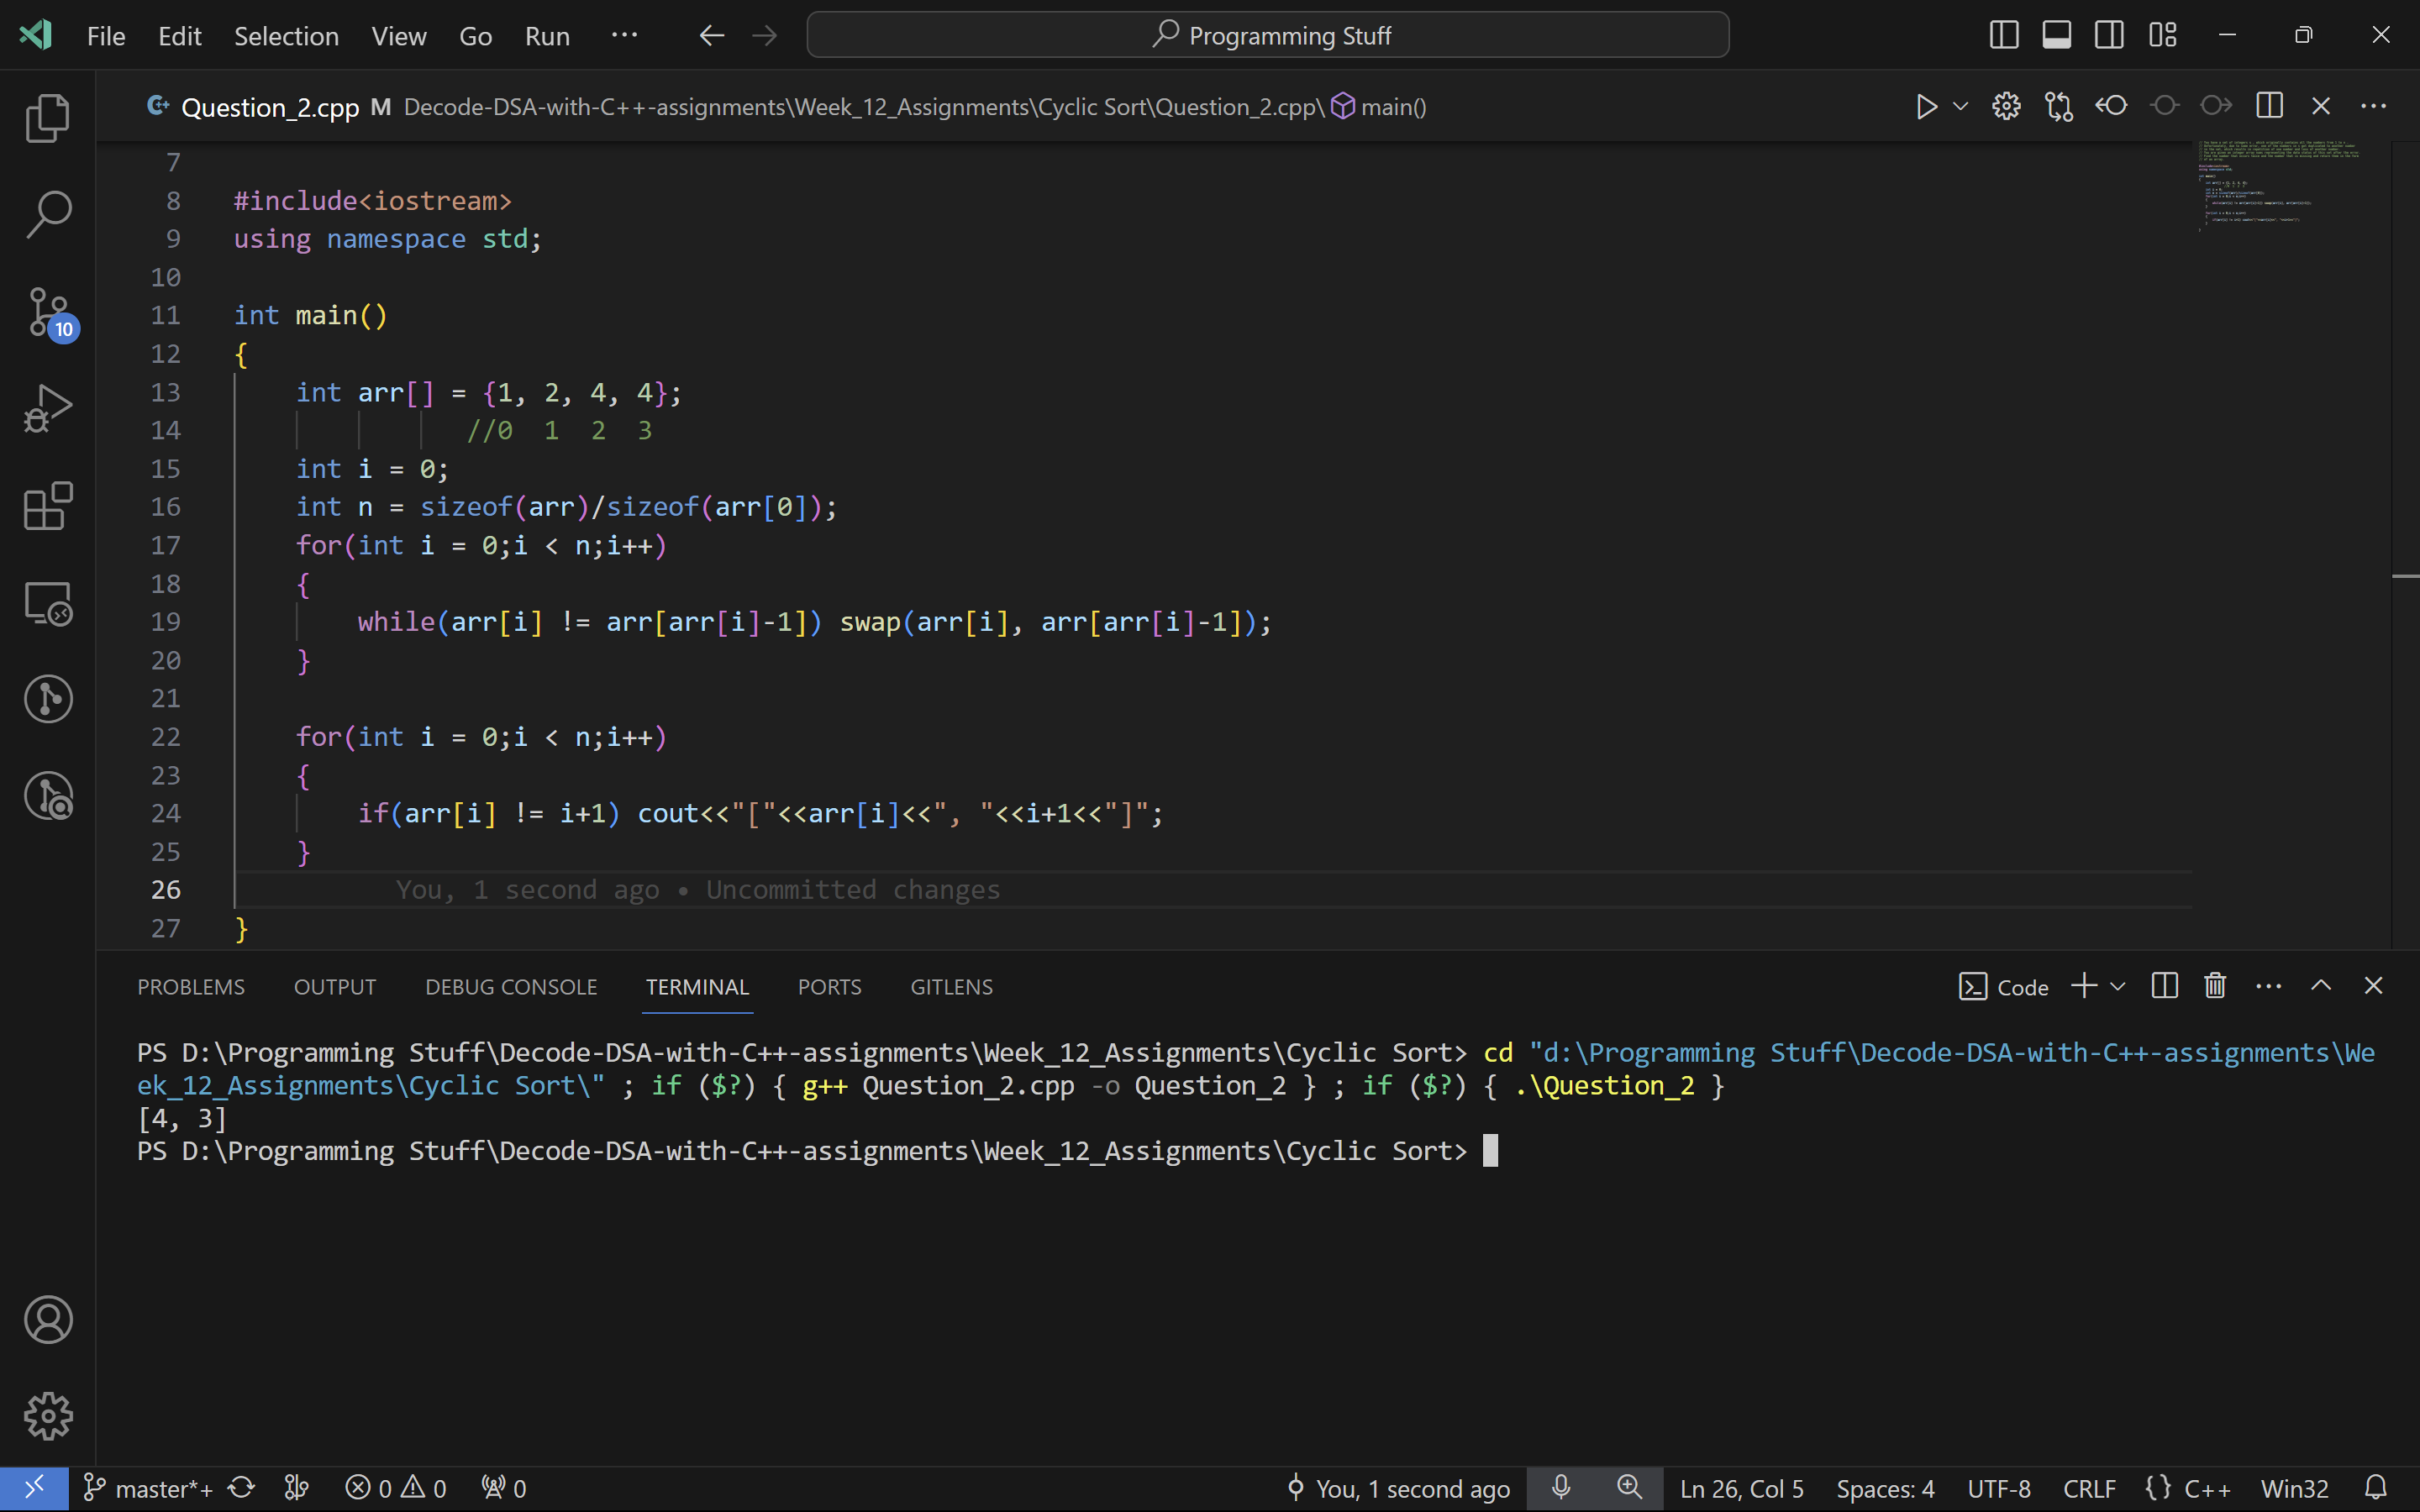 File Edit Selection View Go Run ··· Programming Stuff
Question_2.cpp M Decode-DSA-with-C++-assignments\Week_12_Assignments\Cyclic Sort\Question_2.cpp\ main()
7
8 #include<iostream>
9 using namespace std;
10
11 int main()
12 {
13 int arr[] = {1, 2, 4, 4};
14 //0 1 2 3
15 int i = 0;
16 int n = sizeof(arr)/sizeof(arr[0]);
17 for(int i = 0;i < n;i++)
18 {
19 while(arr[i] != arr[arr[i]-1]) swap(arr[i], arr[arr[i]-1]);
20 }
21
22 for(int i = 0;i < n;i++)
23 {
24 if(arr[i] != i+1) cout<<"["<<arr[i]<<", "<<i+1<<"]";
25 }
26 You, 1 second ago • Uncommitted changes
27 }
10
PROBLEMS OUTPUT DEBUG CONSOLE TERMINAL PORTS GITLENS Code
PS D:\Programming Stuff\Decode-DSA-with-C++-assignments\Week_12_Assignments\Cyclic Sort> cd "d:\Programming Stuff\Decode-DSA-with-C++-assignments\We
ek_12_Assignments\Cyclic Sort\" ; if ($?) { g++ Question_2.cpp -o Question_2 } ; if ($?) { .\Question_2 }
[4, 3]
PS D:\Programming Stuff\Decode-DSA-with-C++-assignments\Week_12_Assignments\Cyclic Sort>
master*+ 0 0 0 You, 1 second ago Ln 26, Col 5 Spaces: 4 UTF-8 CRLF {} C++ Win32